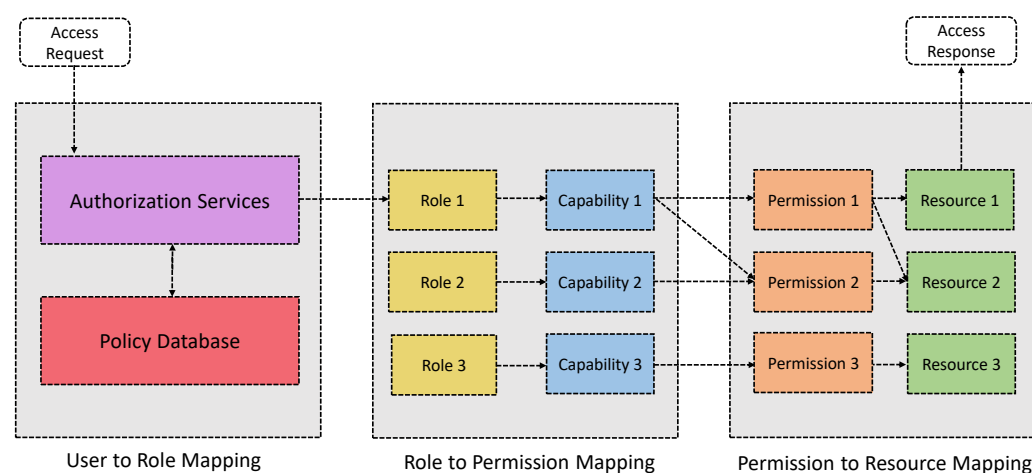 Access
Request
Access
Response
Authorization Services
Policy Database
Role 1
Capability 1
Permission 1
Resource 1
Role 2
Capability 2
Permission 2
Resource 2
Role 3
Capability 3
Permission 3
Resource 3
User to Role Mapping
Role to Permission Mapping
Permission to Resource Mapping